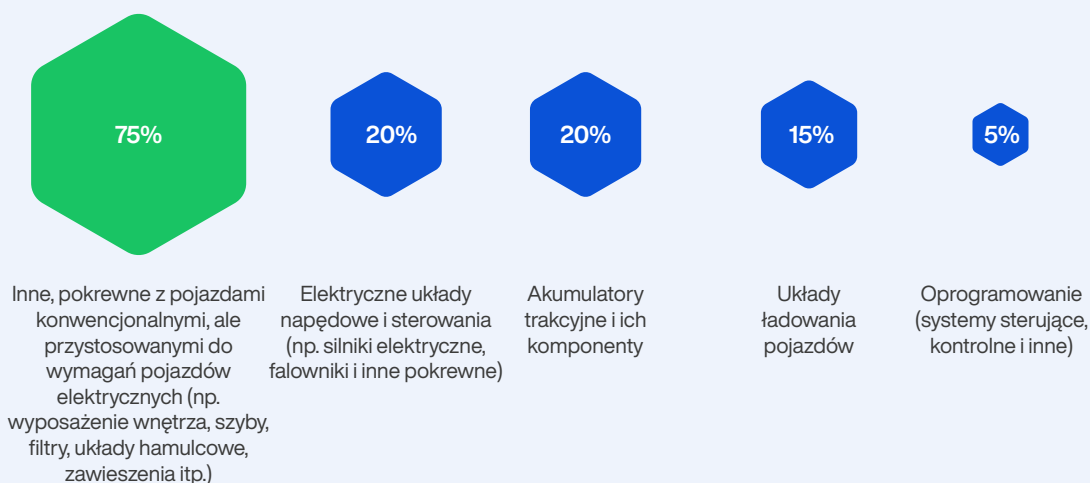 75%
20%
20%
15%
5%
Inne, pokrewne z pojazdami
konwencjonalnymi, ale
przystosowanymi do
wymagań pojazdów
elektrycznych (np.
wyposażenie wnętrza, szyby,
filtry, układy hamulcowe,
zawieszenia itp.)
Elektryczne układy
napędowe i sterowania
(np. silniki elektryczne,
falowniki i inne pokrewne)
Akumulatory
trakcyjne i ich
komponenty
Układy
ładowania
pojazdów
Oprogramowanie
(systemy sterujące,
kontrolne i inne)